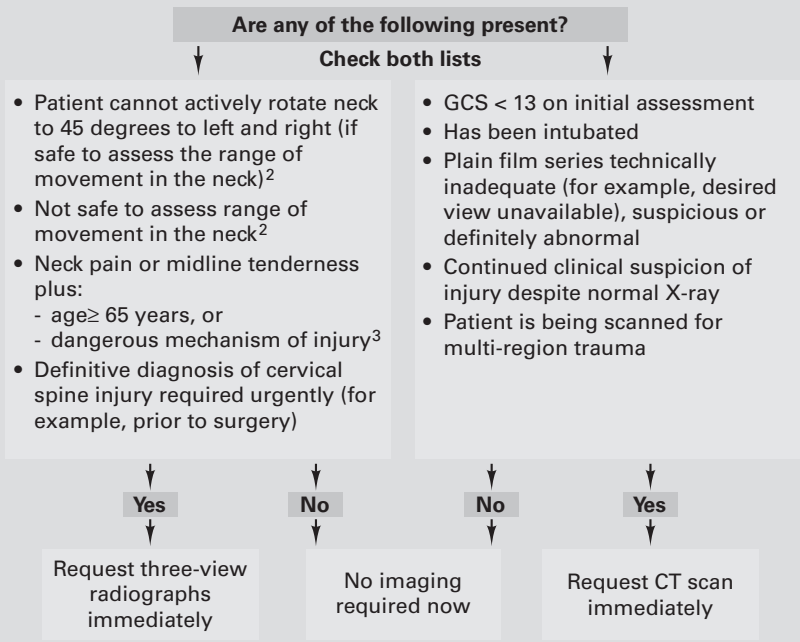 Are any of the following present?
Check both lists
• Patient cannot actively rotate neck
to 45 degrees to left and right (if
safe to assess the range of
movement in the neck)²
• Not safe to assess range of
movement in the neck²
• Neck pain or midline tenderness
plus:
- age≥ 65 years, or
- dangerous mechanism of injury³
• Definitive diagnosis of cervical
spine injury required urgently (for
example, prior to surgery)
• GCS < 13 on initial assessment
• Has been intubated
• Plain film series technically
inadequate (for example, desired
view unavailable), suspicious or
definitely abnormal
• Continued clinical suspicion of
injury despite normal X-ray
• Patient is being scanned for
multi-region trauma
Yes
No
No
Yes
Request three-view
radiographs
immediately
No imaging
required now
Request CT scan
immediately